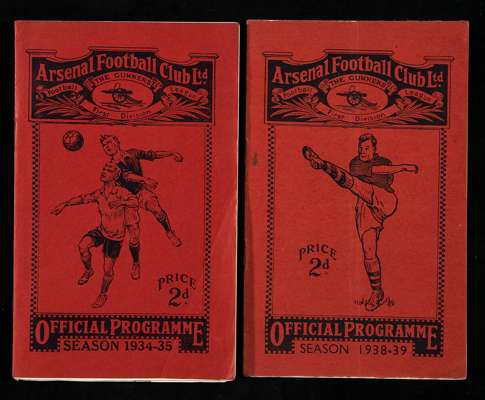 Arsenal Football Club Ltd
"THE GUNNERS"
Football League
First Division
PRICE
2d.
OFFICIAL PROGRAMME
SEASON 1934-35
Arsenal Football Club Ltd.
"THE GUNNERS"
Football League
First Division
PRICE
2d.
OFFICIAL PROGRAMME
SEASON 1938-39